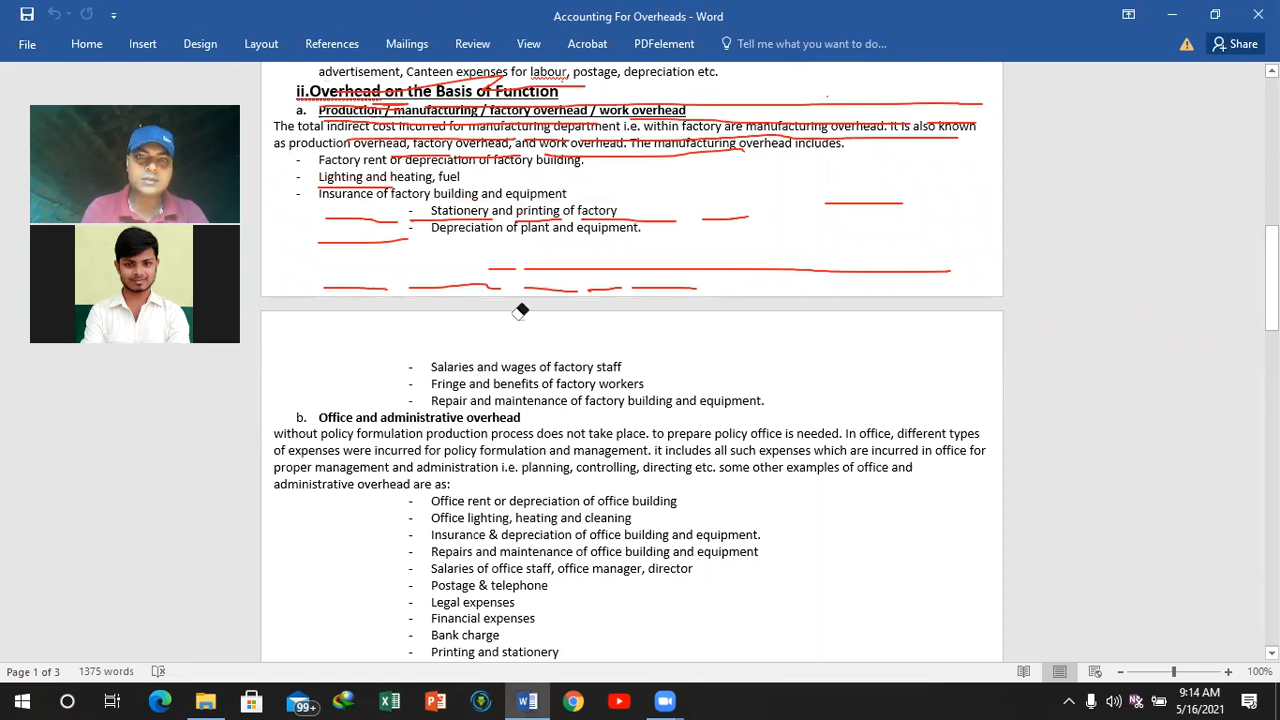 Accounting For Overheads - Word
File Home Insert Design Layout References Mailings Review View Acrobat PDFelement Tell me what you want to do... Share
advertisement, Canteen expenses for labour, postage, depreciation etc.
ii.Overhead on the Basis of Function
a. Production / manufacturing / factory overhead / work overhead
The total indirect cost incurred for manufacturing department i.e. within factory are manufacturing overhead. It is also known
as production overhead, factory overhead, and work overhead. The manufacturing overhead includes.
- Factory rent or depreciation of factory building.
- Lighting and heating, fuel
- Insurance of factory building and equipment
- Stationery and printing of factory
- Depreciation of plant and equipment.
- Salaries and wages of factory staff
- Fringe and benefits of factory workers
- Repair and maintenance of factory building and equipment.
b. Office and administrative overhead
without policy formulation production process does not take place. to prepare policy office is needed. In office, different types
of expenses were incurred for policy formulation and management. it includes all such expenses which are incurred in office for
proper management and administration i.e. planning, controlling, directing etc. some other examples of office and
administrative overhead are as:
- Office rent or depreciation of office building
- Office lighting, heating and cleaning
- Insurance & depreciation of office building and equipment.
- Repairs and maintenance of office building and equipment
- Salaries of office staff, office manager, director
- Postage & telephone
- Legal expenses
- Financial expenses
- Bank charge
- Printing and stationery
Page 1 of 3 1375 words 100%
99+
9:14 AM
5/16/2021